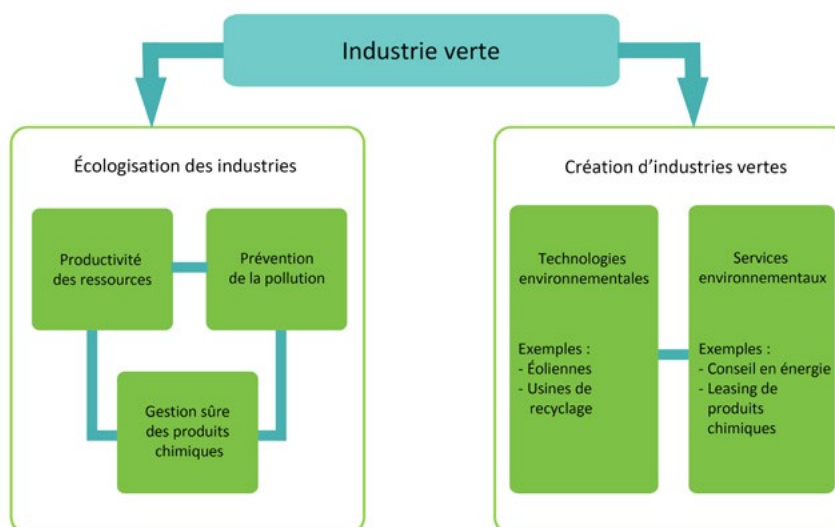 Industrie verte
Écologisation des industries
Productivité
des ressources
Prévention
de la pollution
Gestion sûre
des produits
chimiques
Création d’industries vertes
Technologies
environnementales
Exemples :
- Éoliennes
- Usines de
recyclage
Services
environnementaux
Exemples :
- Conseil en énergie
- Leasing de
produits
chimiques